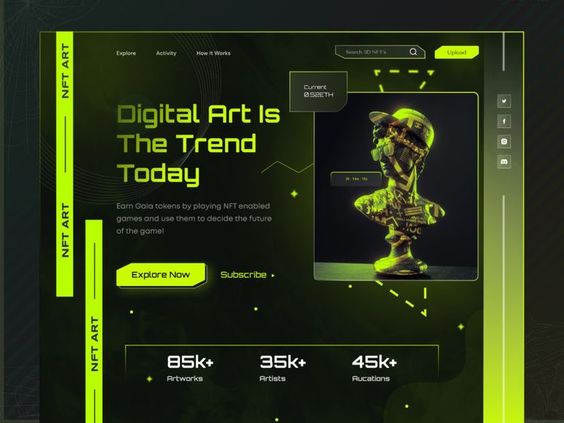 NFT ART
NFT ART
NFT ART
Explore
Activity
How It Works
Search 3D NFT's
Upload
Current
0.52ETH
Digital Art Is
The Trend
Today
Earn Gala tokens by playing NFT enabled
games and use them to decide the future
of the game!
Explore Now
Subscribe
85k+
Artworks
35k+
Artists
45k+
Aucations